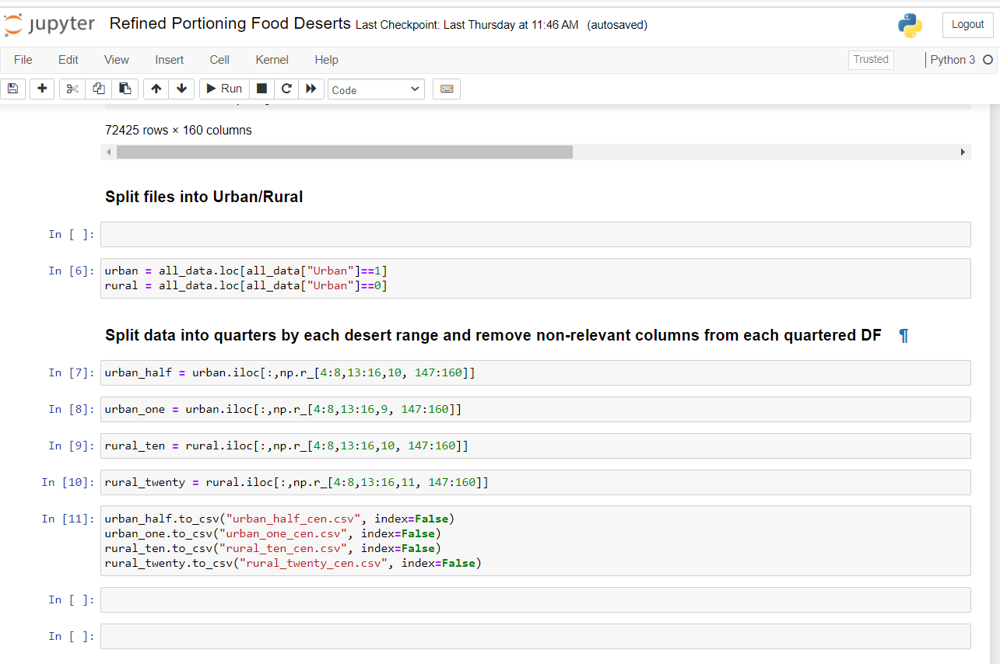 jupyter Refined Portioning Food Deserts Last Checkpoint: Last Thursday at 11:46 AM (autosaved)
Logout
File Edit View Insert Cell Kernel Help
Trusted
Python 3
Run
Code
72425 rows × 160 columns
Split files into Urban/Rural
In [ ]:
In [6]: urban = all_data.loc[all_data["Urban"]==1]
rural = all_data.loc[all_data["Urban"]==0]
Split data into quarters by each desert range and remove non-relevant columns from each quartered DF ¶
In [7]: urban_half = urban.iloc[:,np.r_[4:8,13:16,10, 147:160]]
In [8]: urban_one = urban.iloc[:,np.r_[4:8,13:16,9, 147:160]]
In [9]: rural_ten = rural.iloc[:,np.r_[4:8,13:16,10, 147:160]]
In [10]: rural_twenty = rural.iloc[:,np.r_[4:8,13:16,11, 147:160]]
In [11]: urban_half.to_csv("urban_half_cen.csv", index=False)
urban_one.to_csv("urban_one_cen.csv", index=False)
rural_ten.to_csv("rural_ten_cen.csv", index=False)
rural_twenty.to_csv("rural_twenty_cen.csv", index=False)
In [ ]:
In [ ]: